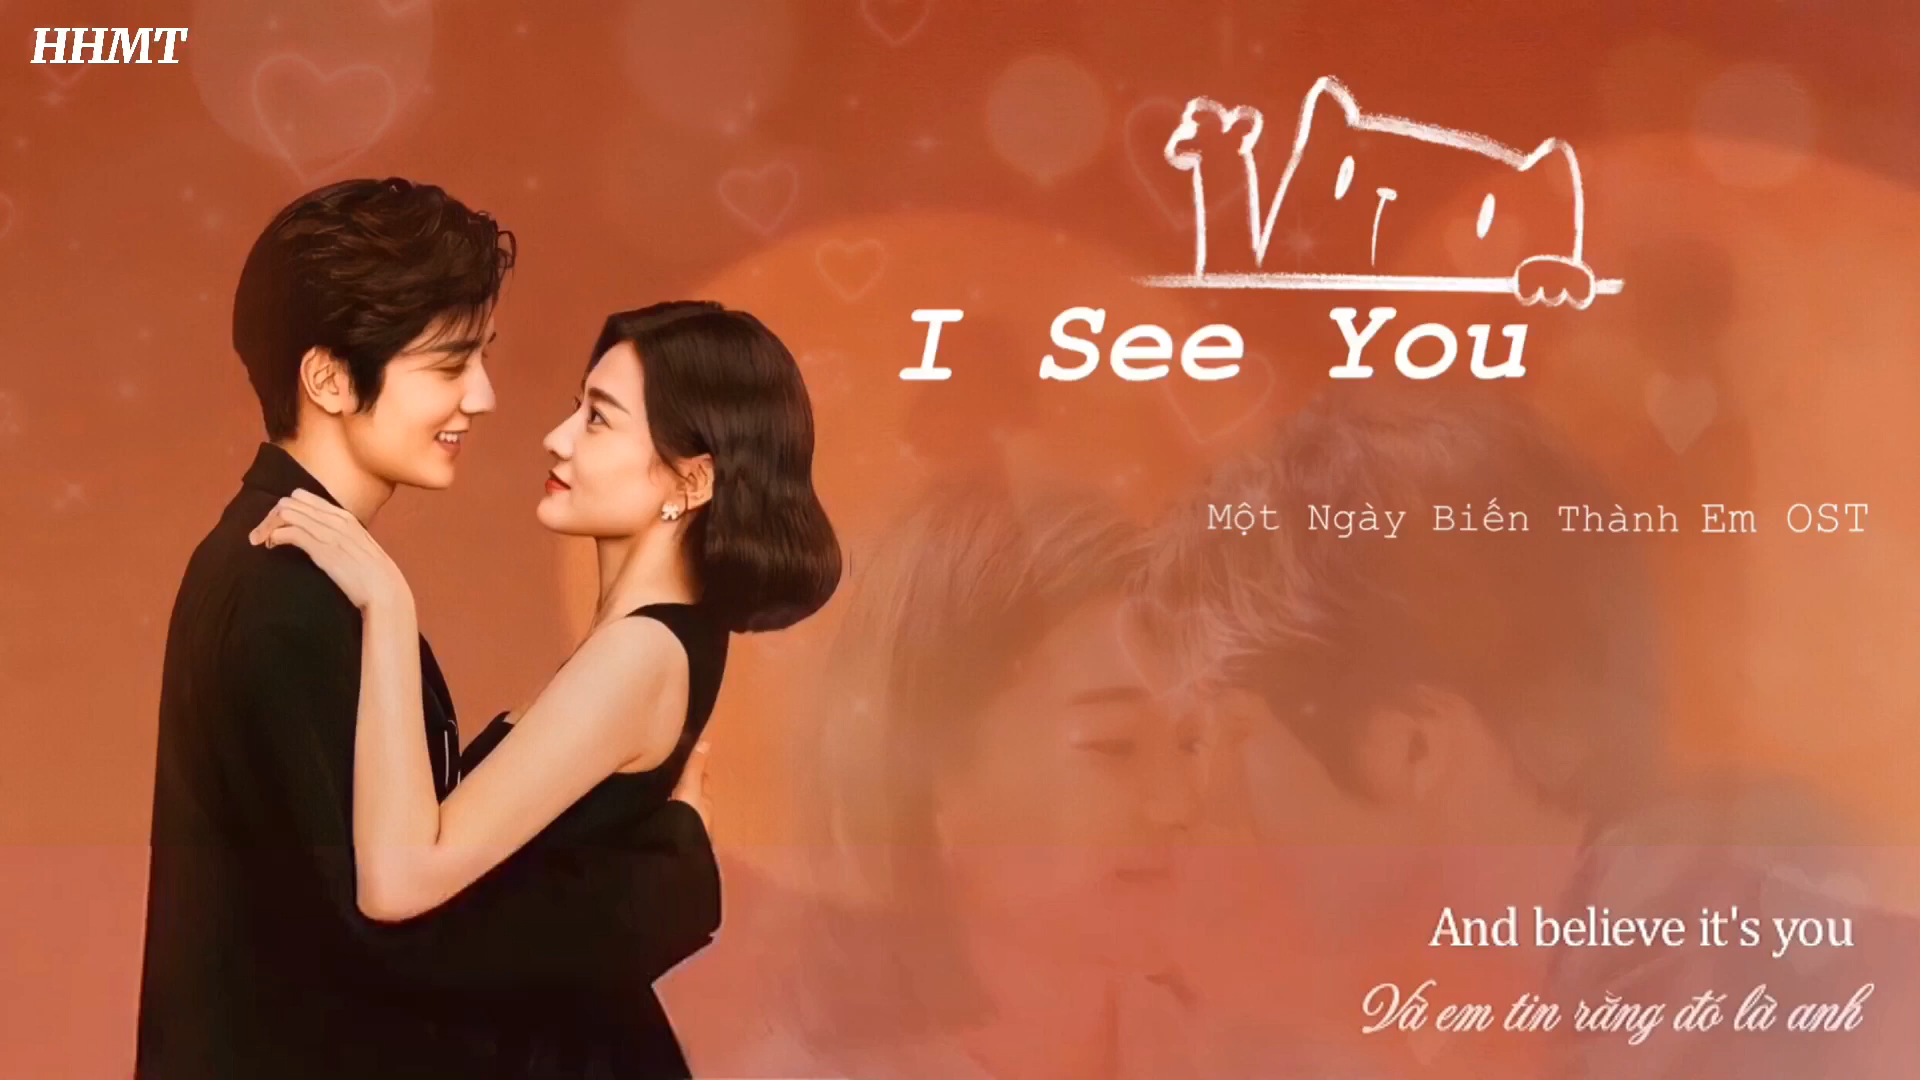 HHMT
I See You
Một Ngày Biến Thành Em OST
And believe it's you
Và em tin rằng đó là anh